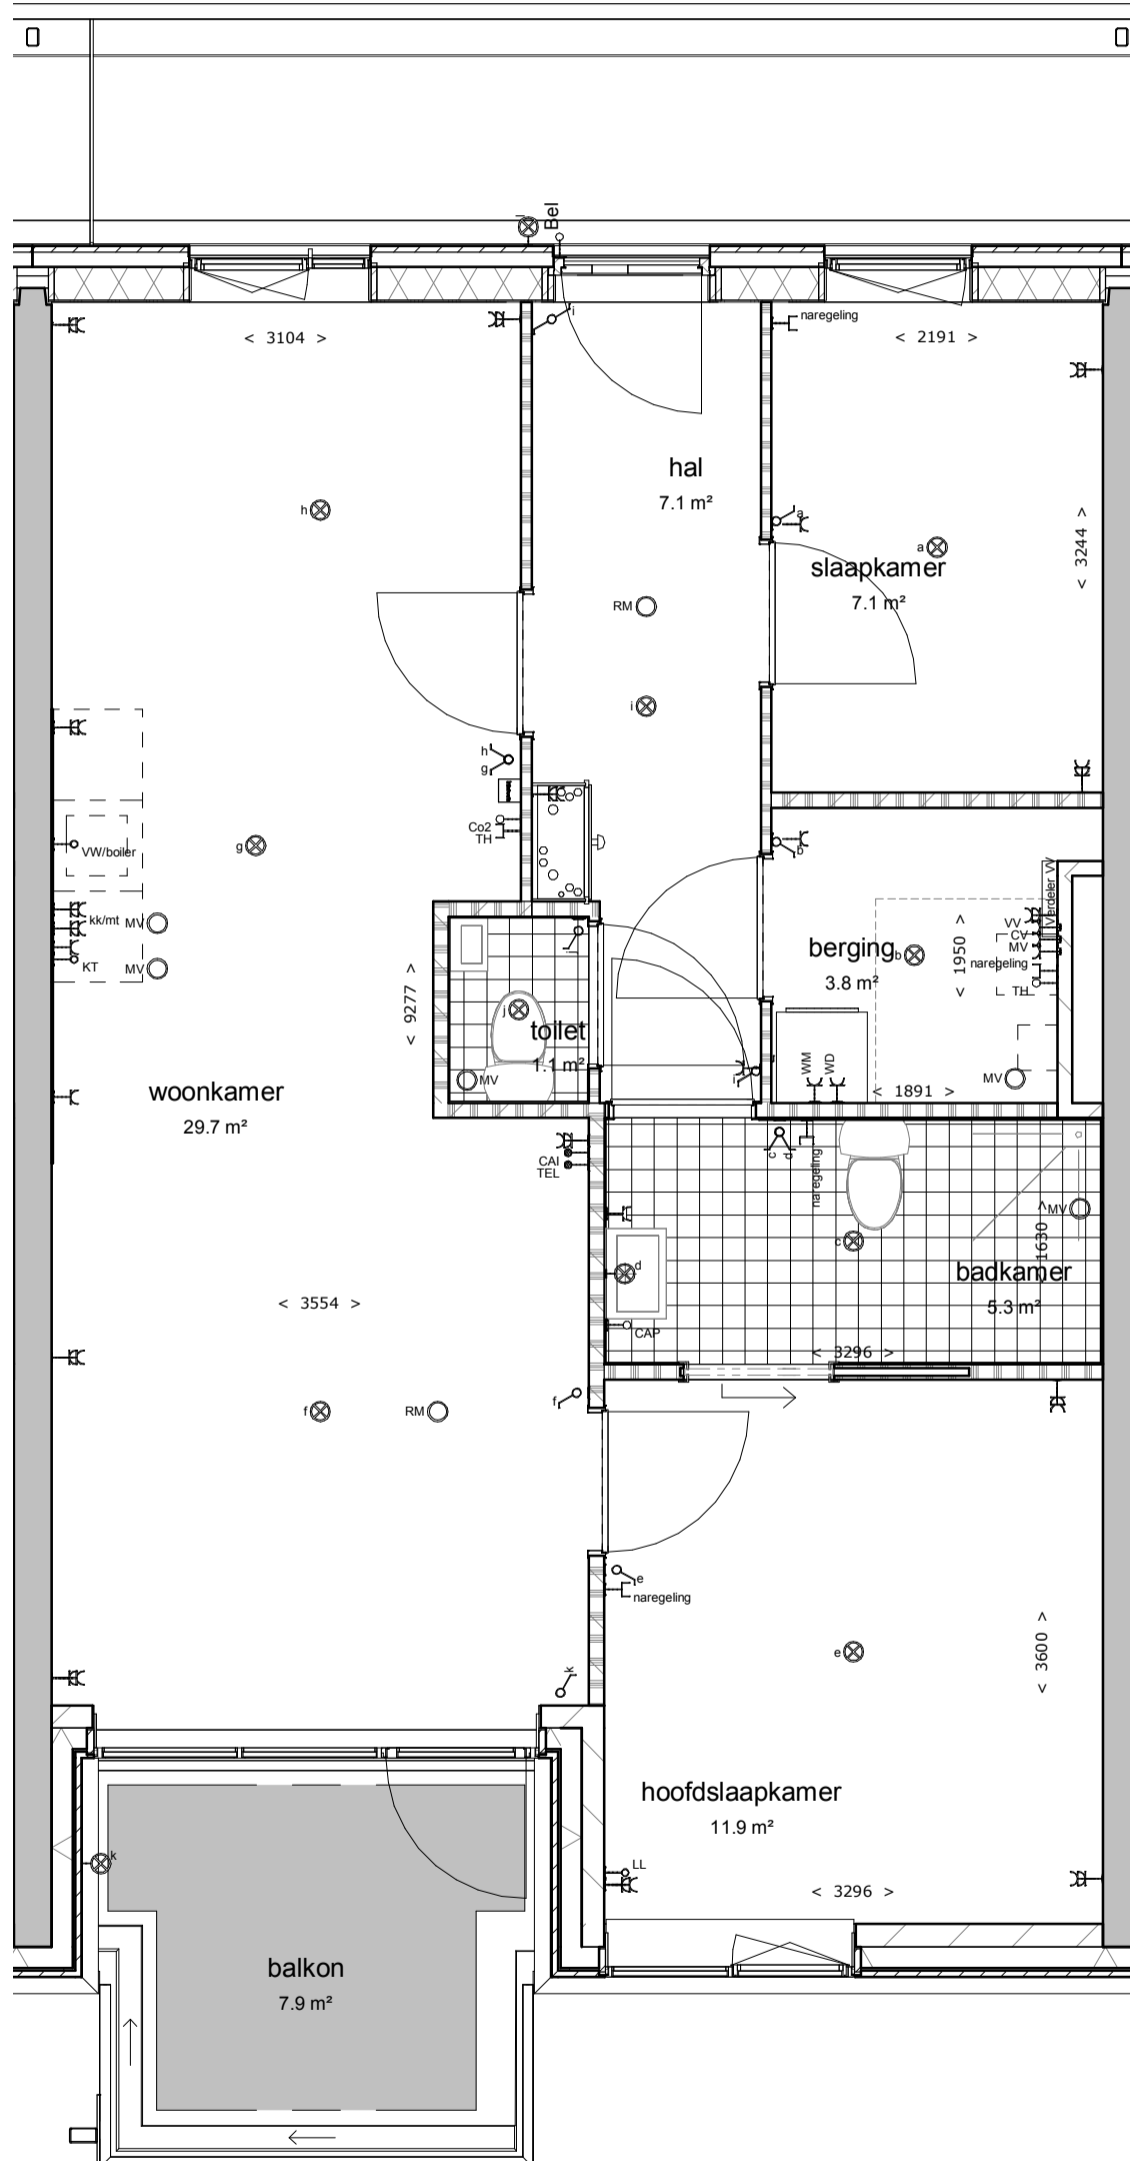 Bel
i
< 3104 >
naregeling
< 2191 >
hal
7.1 m²
h
a
a
< 3244 >
slaapkamer
7.1 m²
RM
i
h
g
Co2
TH
g
VW/boiler
b
kk/mt
MV
KT
MV
< 9277 >
j
j
toilet
1.1 m²
MV
berging
3.8 m²
b
< 1950 >
Verdeler VV
VV
CV
MV
naregeling
TH
WM
WD
MV
< 1891 >
i
woonkamer
29.7 m²
CAI
TEL
c
d
naregeling
MV
c
< 1630 >
d
badkamer
5.3 m²
CAP
< 3296 >
< 3554 >
f
f
RM
e
naregeling
e
< 3600 >
k
hoofdslaapkamer
11.9 m²
k
LL
< 3296 >
balkon
7.9 m²